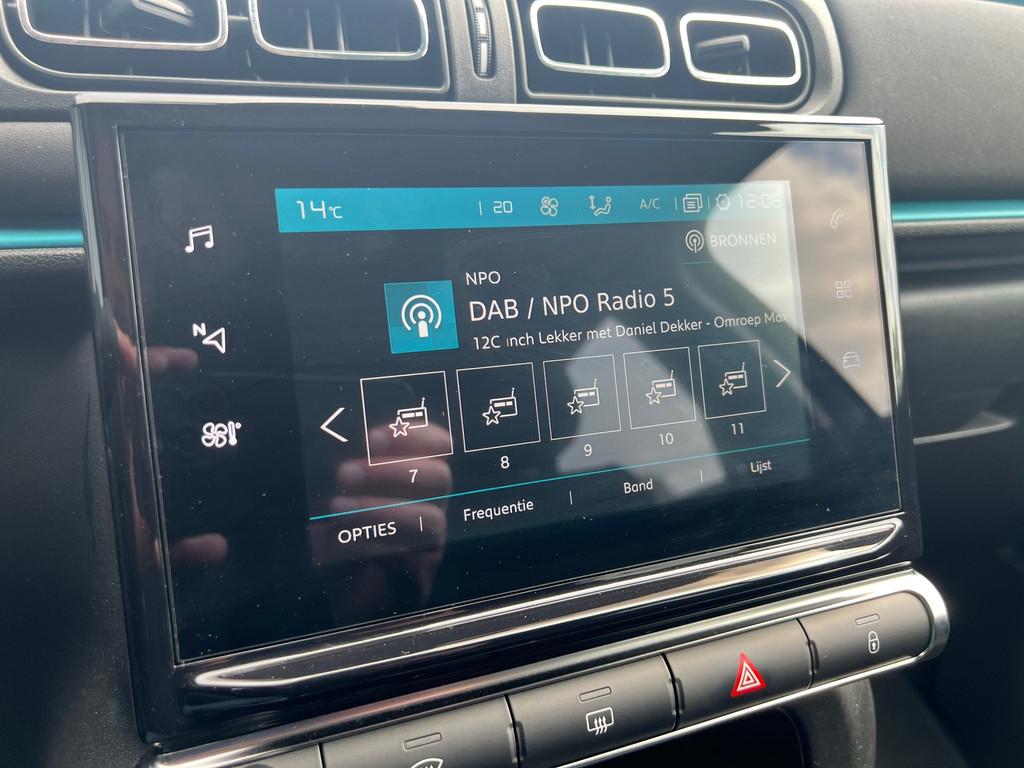 14°C | 20 A/C | | 12:06
BRONNEN
NPO
DAB / NPO Radio 5
12C inch Lekker met Daniel Dekker - Omroep Max
7 8 9 10 11
OPTIES | Frequentie | Band | Lijst
N